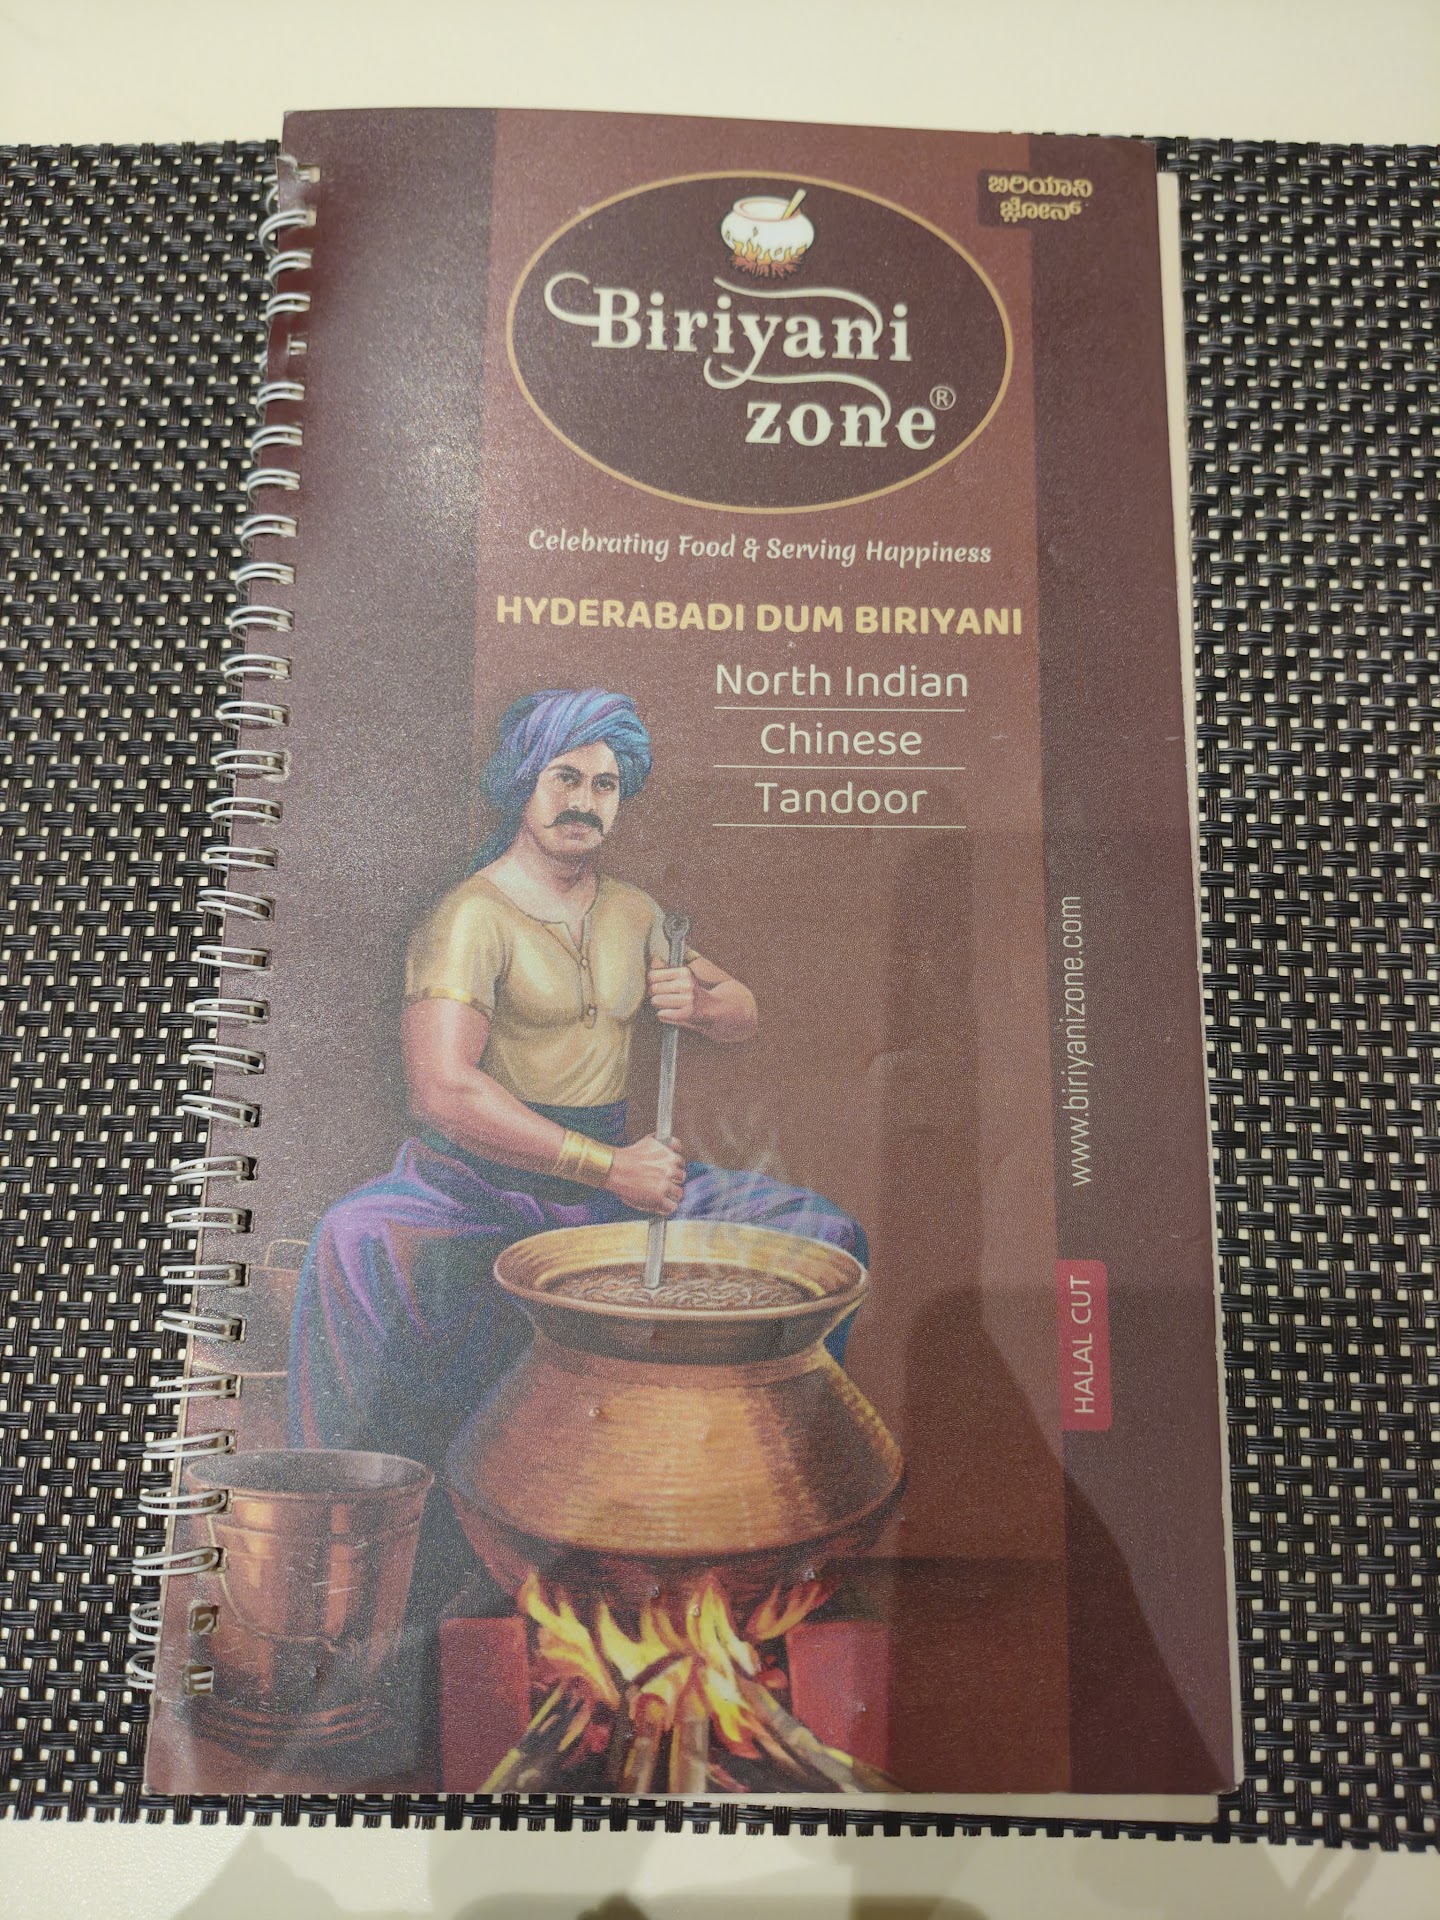 ಬಿರಿಯಾನಿ
ಜೋನ್
Biriyani
zone®
Celebrating Food & Serving Happiness
HYDERABADI DUM BIRIYANI
North Indian
Chinese
Tandoor
www.biriyanizone.com
HALAL CUT